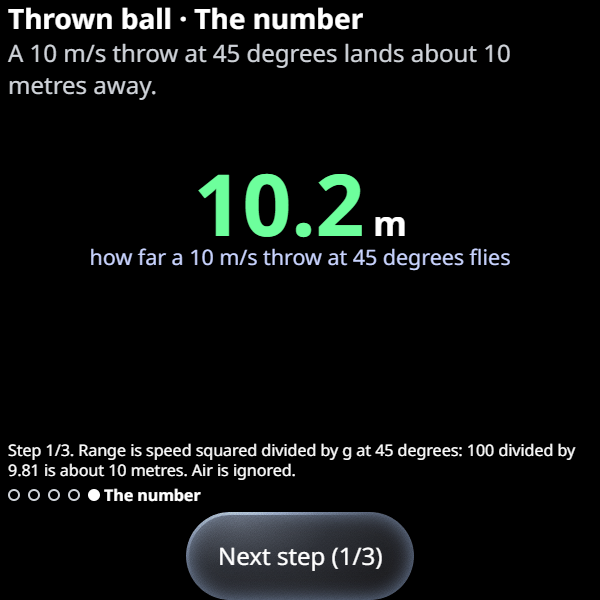 Thrown ball · The number
A 10 m/s throw at 45 degrees lands about 10
metres away.
10.2 m
how far a 10 m/s throw at 45 degrees flies
Step 1/3. Range is speed squared divided by g at 45 degrees: 100 divided by
9.81 is about 10 metres. Air is ignored.
The number
Next step (1/3)